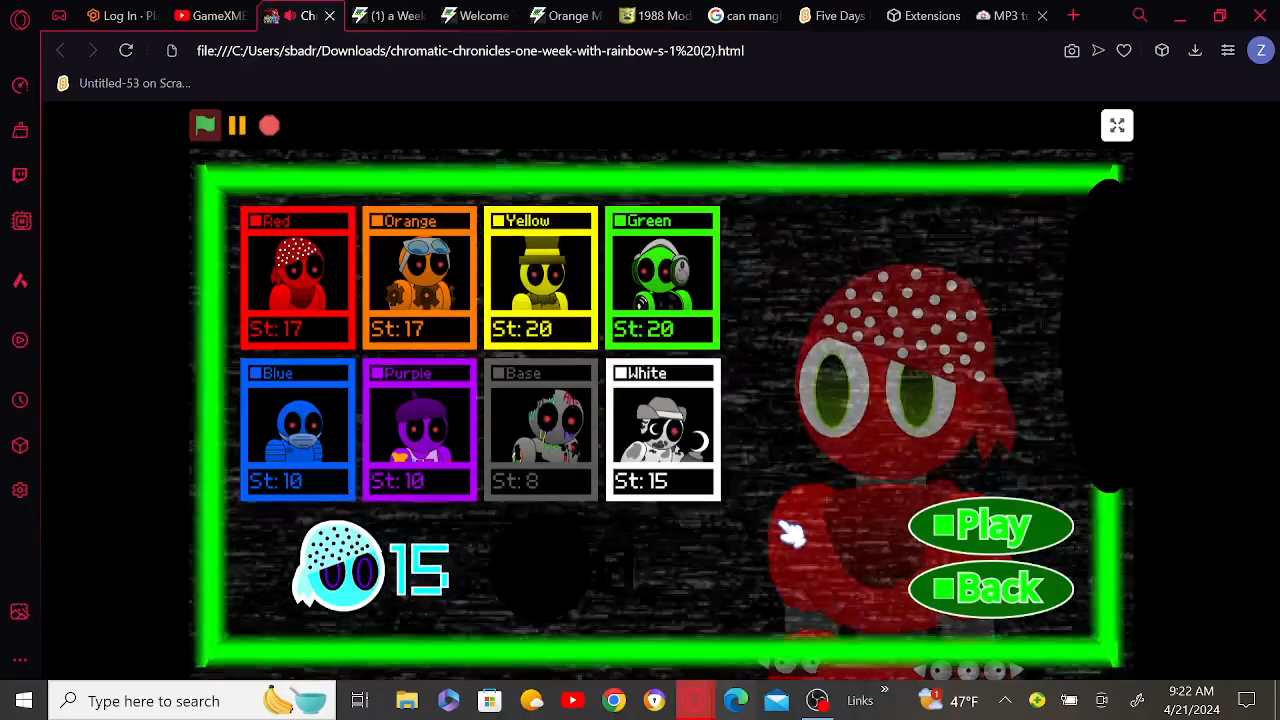 Log In - Pl
GameXME
Ch
(1) a Week
Welcome
Orange M
1988 Mod
can mang
Five Days
Extensions
MP3 to
file:///C:/Users/sbadr/Downloads/chromatic-chronicles-one-week-with-rainbow-s-1%20(2).html
Z
Untitled-53 on Scra...
Red
Orange
Yellow
Green
St: 17
St: 17
St: 20
St: 20
Blue
Purple
Base
White
St: 10
St: 10
St: 8
St: 15
15
Play
Back
Type here to search
Links
47°F
9:52 AM
4/21/2024